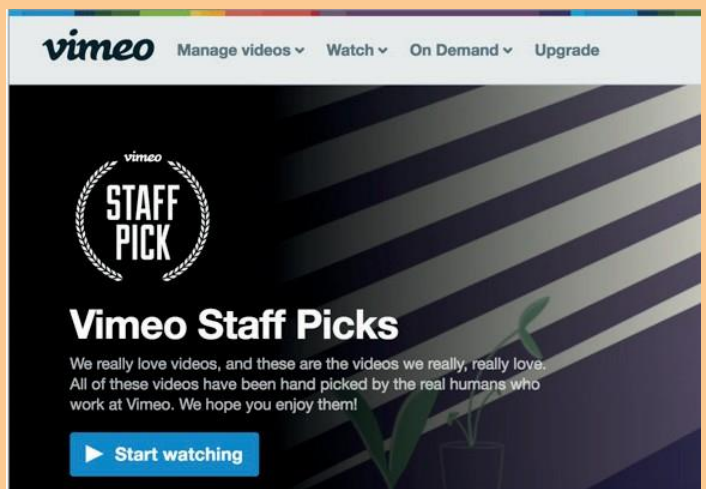 vimeo Manage videos Watch On Demand Upgrade
vimeo
STAFF
PICK
Vimeo Staff Picks
We really love videos, and these are the videos we really, really love.
All of these videos have been hand picked by the real humans who
work at Vimeo. We hope you enjoy them!
Start watching